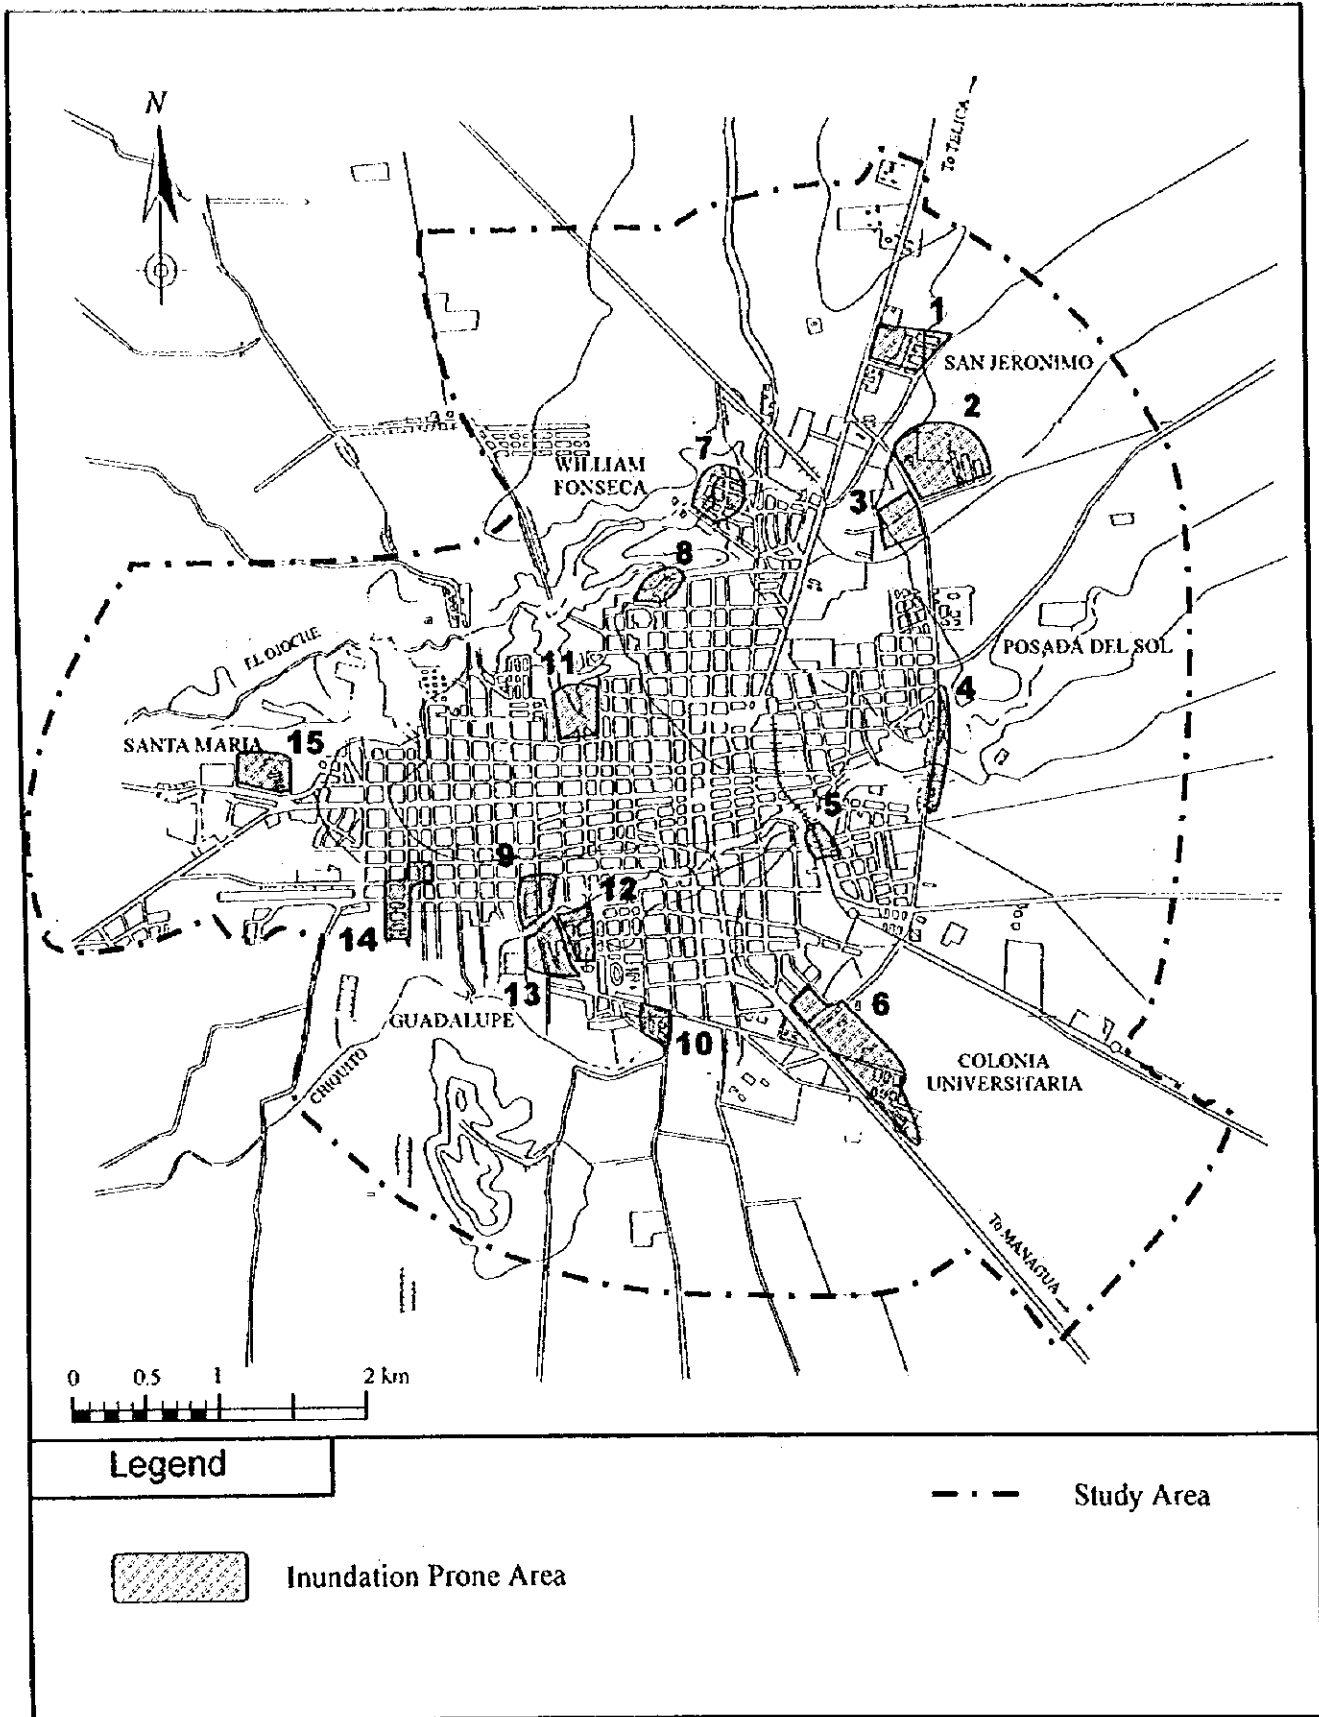 N
To TELICA
1
SAN JERONIMO
2
7
WILLIAM
FONSECA
3
8
EL OJOCHE
11
POSADA DEL SOL
4
SANTA MARIA
15
5
9
12
14
13
GUADALUPE
6
10
COLONIA
UNIVERSITARIA
CHIQUITO
To MANAGUA
0 0.5 1 2 km
Legend
Study Area
Inundation Prone Area